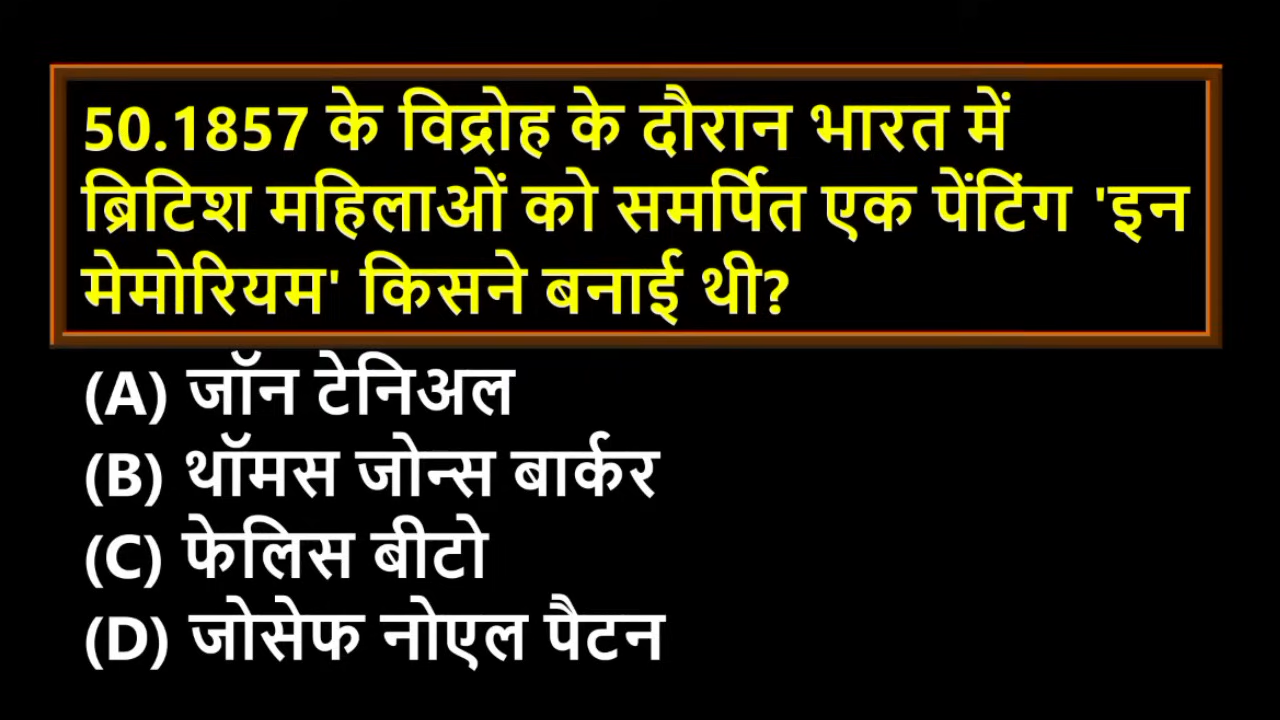 50.1857 के विद्रोह के दौरान भारत में
ब्रिटिश महिलाओं को समर्पित एक पेंटिंग 'इन
मेमोरियम' किसने बनाई थी?
(A) जॉन टेनिअल
(B) थॉमस जोन्स बार्कर
(C) फेलिस बीटो
(D) जोसेफ नोएल पैटन